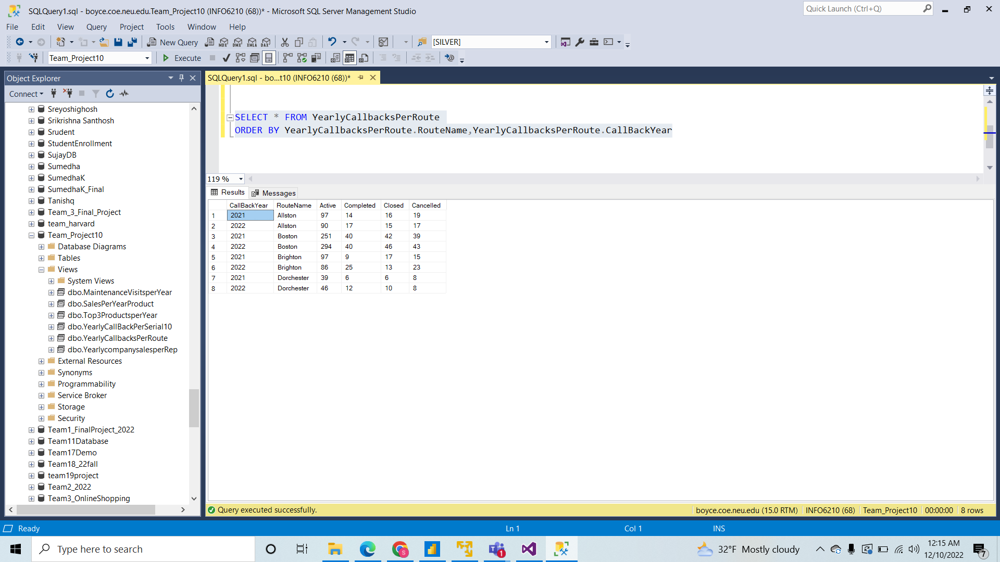 SQLQuery1.sql - boyce.coe.neu.edu.Team_Project10 (INFO6210 (68))* - Microsoft SQL Server Management Studio
Quick Launch (Ctrl+Q)
File Edit View Query Project Tools Window Help
New Query MDX DMX XMLA DAX [SILVER]
Team_Project10 Execute
Object Explorer
SQLQuery1.sql - bo...t10 (INFO6210 (68))*
Connect
Sreyoshighosh
Srikrishna Santhosh
Srudent
StudentEnrollment
SujayDB
Sumedha
SumedhaK
SumedhaK_Final
Tanishq
Team_3_Final_Project
team_harvard
Team_Project10
Database Diagrams
Tables
Views
System Views
dbo.MaintenanceVisitsperYear
dbo.SalesPerYearProduct
dbo.Top3ProductsperYear
dbo.YearlyCallBackPerSerial10
dbo.YearlyCallbacksPerRoute
dbo.YearlycompanysalesperRep
External Resources
Synonyms
Programmability
Service Broker
Storage
Security
Team1_FinalProject_2022
Team11Database
Team17Demo
Team18_22fall
team19project
Team2_2022
Team3_OnlineShopping
SELECT * FROM YearlyCallbacksPerRoute
ORDER BY YearlyCallbacksPerRoute.RouteName,YearlyCallbacksPerRoute.CallBackYear
119 %
Results Messages
CallBackYear RouteName Active Completed Closed Cancelled
1 2021 Allston 97 14 16 19
2 2022 Allston 90 17 15 17
3 2021 Boston 251 40 42 39
4 2022 Boston 294 40 46 43
5 2021 Brighton 97 9 17 15
6 2022 Brighton 86 25 13 23
7 2021 Dorchester 39 6 6 8
8 2022 Dorchester 46 12 10 8
Query executed successfully.
boyce.coe.neu.edu (15.0 RTM) INFO6210 (68) Team_Project10 00:00:00 8 rows
Ready Ln 1 Col 1 INS
Type here to search
S
1
32°F Mostly cloudy
12:15 AM
12/10/2022
7